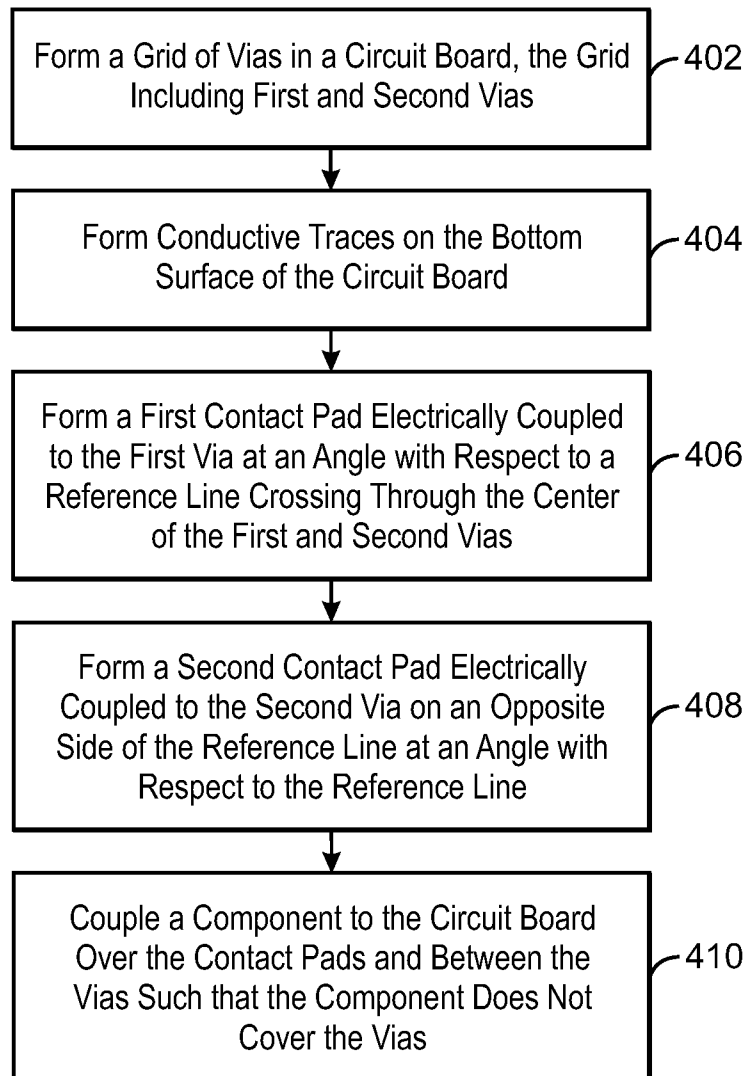 Form a Grid of Vias in a Circuit Board, the Grid
Including First and Second Vias
402
Form Conductive Traces on the Bottom
Surface of the Circuit Board
404
Form a First Contact Pad Electrically Coupled
to the First Via at an Angle with Respect to a
Reference Line Crossing Through the Center
of the First and Second Vias
406
Form a Second Contact Pad Electrically
Coupled to the Second Via on an Opposite
Side of the Reference Line at an Angle with
Respect to the Reference Line
408
Couple a Component to the Circuit Board
Over the Contact Pads and Between the
Vias Such that the Component Does Not
Cover the Vias
410